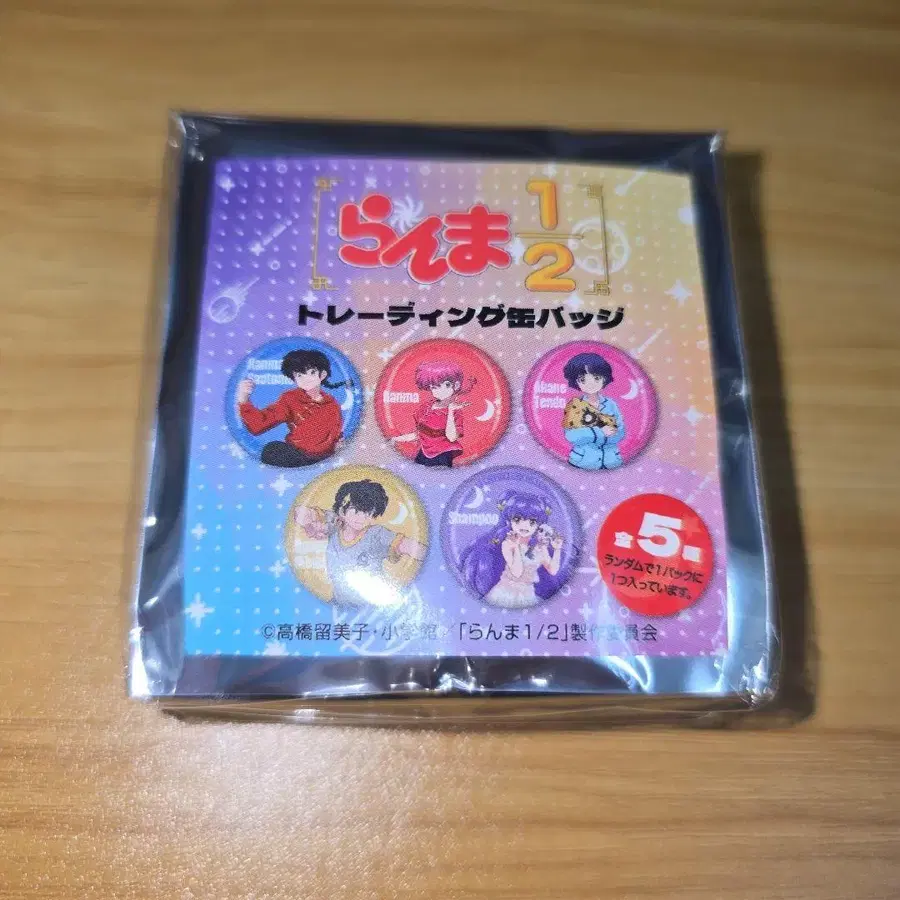 らんま1/2
トレーディング缶バッジ
Ranma
Saotome
Ranma
Akane
Tendo
Shampoo
全5種
ランダムで1パックに
1つ入っています。
©高橋留美子・小学館/「らんま1/2」製作委員会